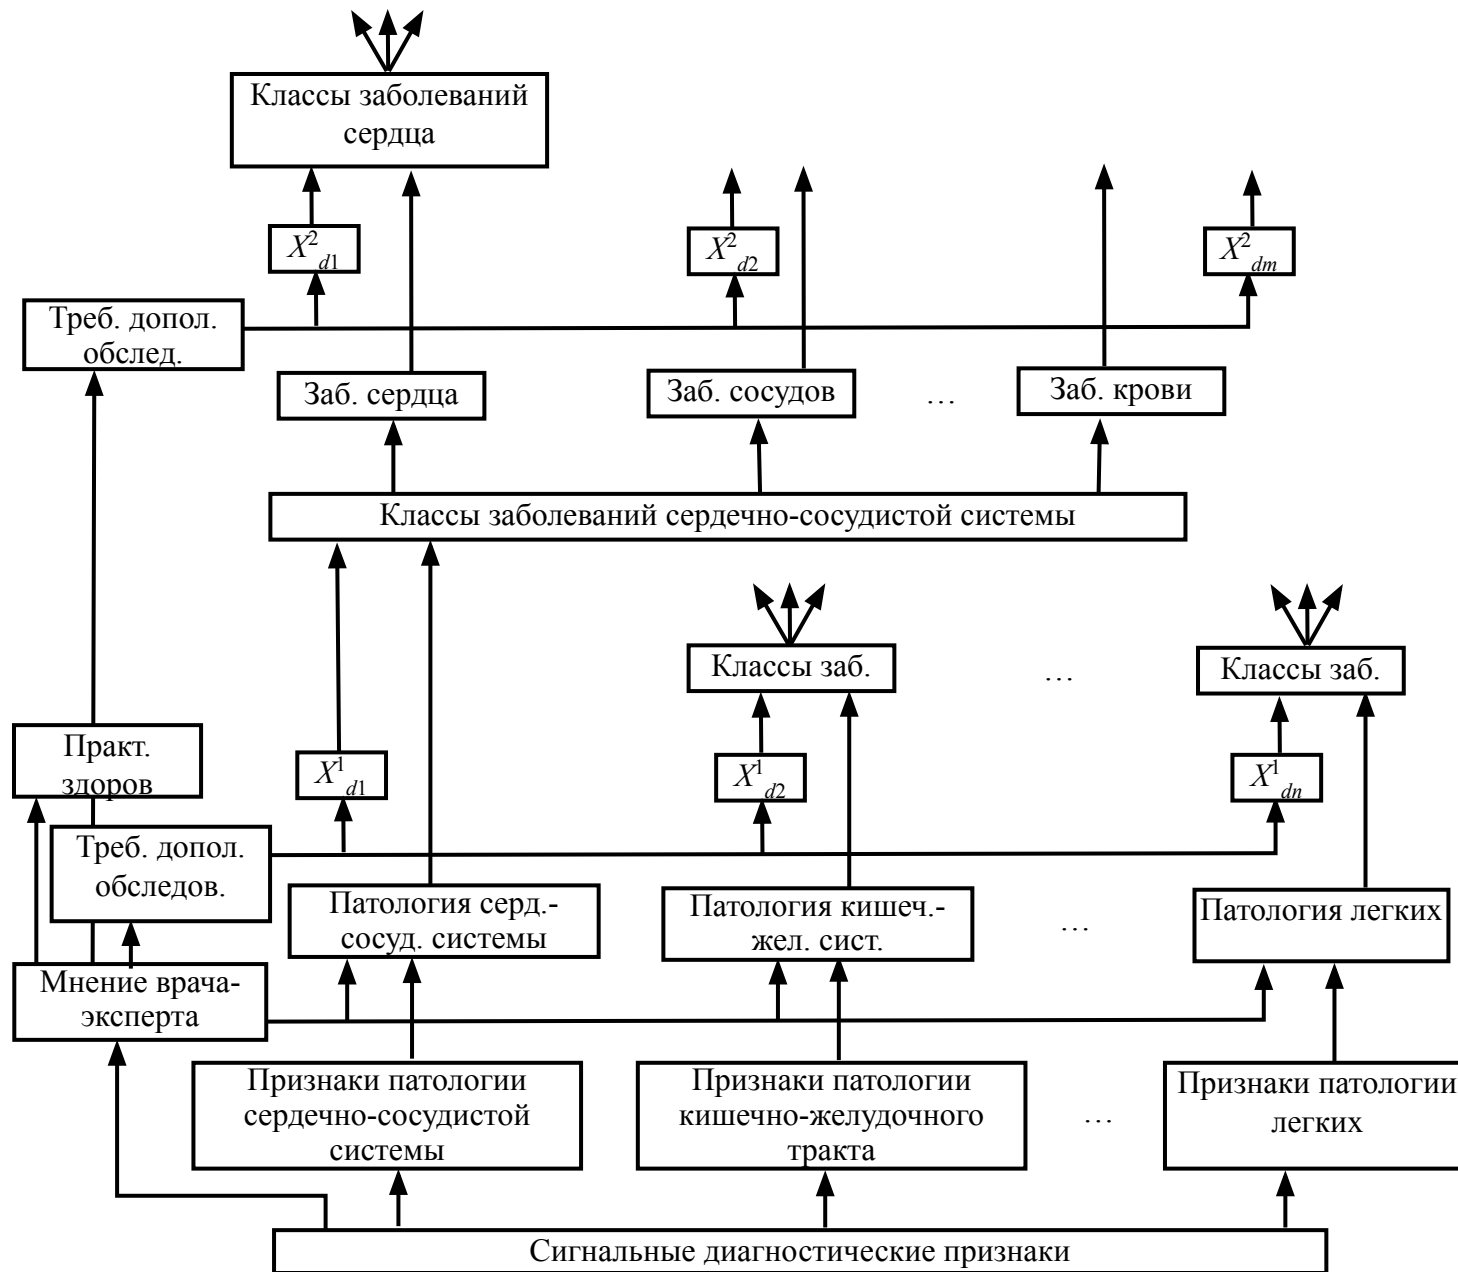 Классы заболеваний
сердца
X²d1
X²d2
X²dm
Треб. допол.
обслед.
Заб. сердца
Заб. сосудов
…
Заб. крови
Классы заболеваний сердечно-сосудистой системы
Классы заб.
…
Классы заб.
Практ.
здоров
X¹d1
X¹d2
X¹dn
Треб. допол.
обследов.
Патология серд.-
сосуд. системы
Патология кишеч.-
жел. сист.
…
Патология легких
Мнение врача-
эксперта
Признаки патологии
сердечно-сосудистой
системы
Признаки патологии
кишечно-желудочного
тракта
…
Признаки патологии
легких
Сигнальные диагностические признаки